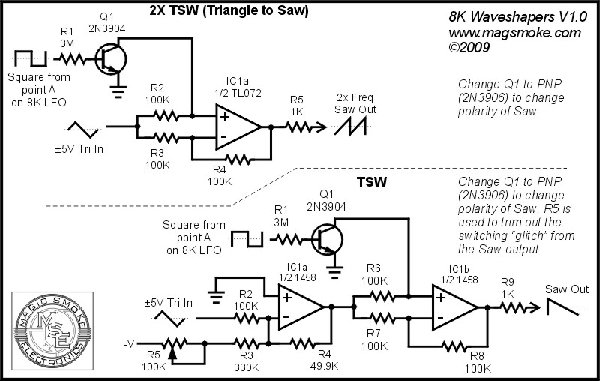 2X TSW (Triangle to Saw)
8K Waveshapers V1.0
www.magsmoke.com
©2009
Q1
2N3904
R1
3M
Square from
point A
on 8K LFO
R2
100K
IC1a
1/2 TL072
R5
1K
2x Freq
Saw Out
±5V Tri In
R3
100K
R4
100K
Change Q1 to PNP
(2N3906) to change
polarity of Saw
TSW
Q1
2N3904
R1
3M
Square from
point A
on 8K LFO
Change Q1 to PNP
(2N3906) to change
polarity of Saw. R5 is
used to trim out the
switching 'glitch' from
the Saw output
IC1a
1/2 1458
R6
100K
IC1b
1/2 1458
R9
1K
Saw Out
±5V Tri In
R2
100K
R7
100K
-V
R5
100K
R3
R4
49.9K
R8
100K
MAGIC SMOKE
ELECTRONICS